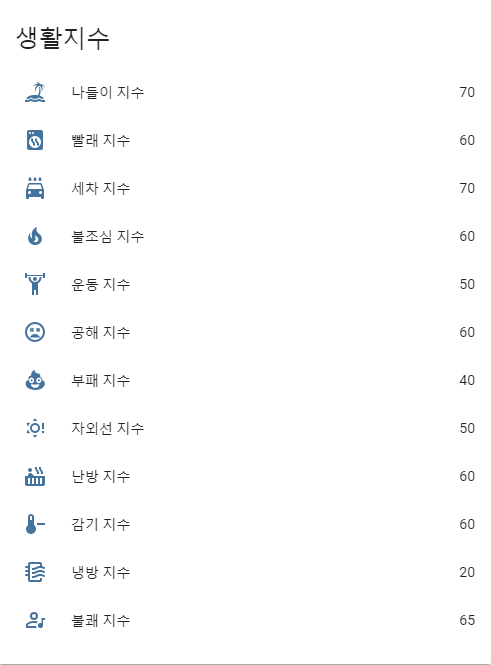 생활지수
나들이 지수 70
빨래 지수 60
세차 지수 70
불조심 지수 60
운동 지수 50
공해 지수 60
부패 지수 40
자외선 지수 50
난방 지수 60
감기 지수 60
냉방 지수 20
불쾌 지수 65